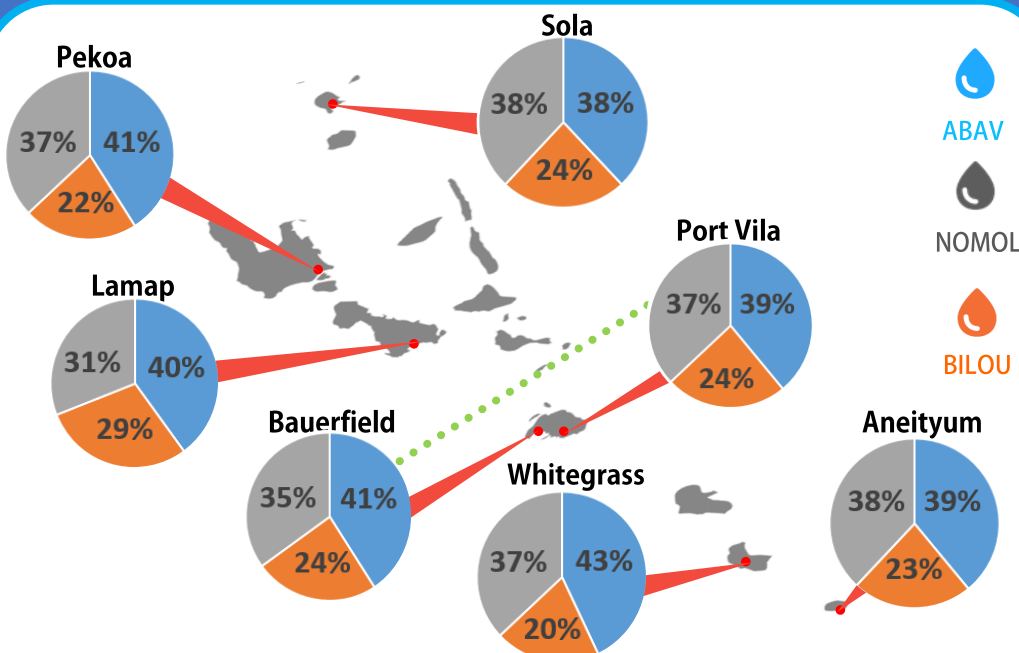 Sola
38%
38%
24%
Pekoa
37%
41%
22%
ABAV
NOMOL
Port Vila
37%
39%
24%
BILOU
Lamap
31%
40%
29%
Bauerfield
35%
41%
24%
Whitegrass
37%
43%
20%
Aneityum
38%
39%
23%